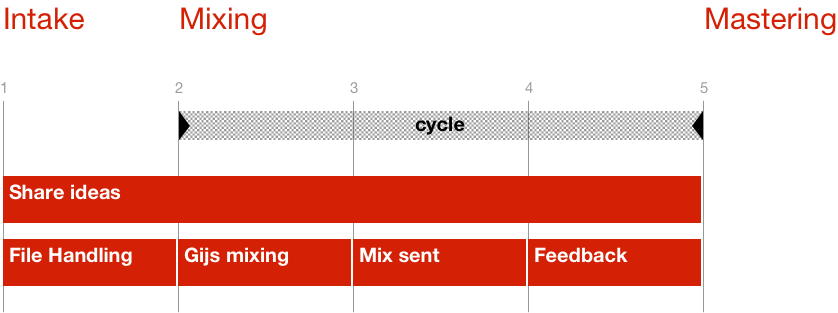 Intake Mixing Mastering
1 2 3 4 5
cycle
Share ideas
File Handling Gijs mixing Mix sent Feedback